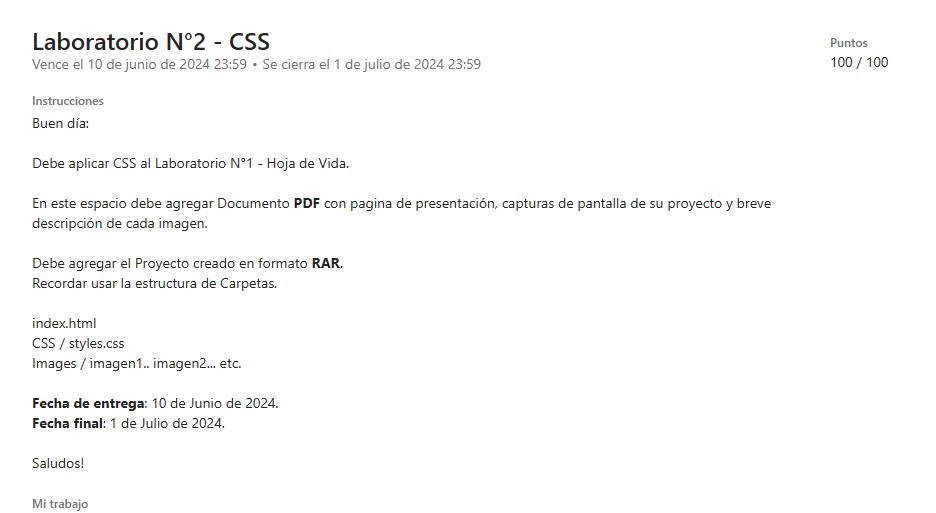 Laboratorio N°2 - CSS
Vence el 10 de junio de 2024 23:59 • Se cierra el 1 de julio de 2024 23:59
Puntos
100 / 100
Instrucciones
Buen día:
Debe aplicar CSS al Laboratorio N°1 - Hoja de Vida.
En este espacio debe agregar Documento PDF con pagina de presentación, capturas de pantalla de su proyecto y breve
descripción de cada imagen.
Debe agregar el Proyecto creado en formato RAR.
Recordar usar la estructura de Carpetas.
index.html
CSS / styles.css
Images / imagen1.. imagen2... etc.
Fecha de entrega: 10 de Junio de 2024.
Fecha final: 1 de Julio de 2024.
Saludos!
Mi trabajo